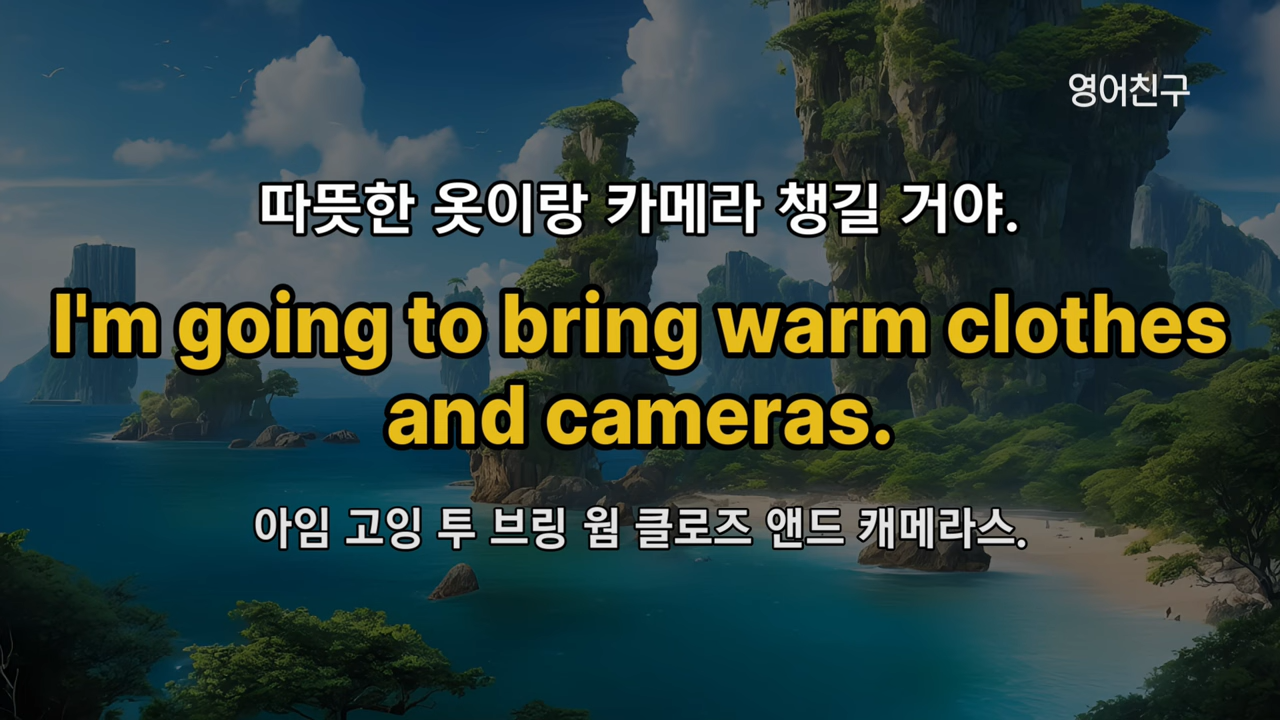 영어친구
따뜻한 옷이랑 카메라 챙길 거야.
I'm going to bring warm clothes
and cameras.
아임 고잉 투 브링 웜 클로즈 앤드 캐메라스.